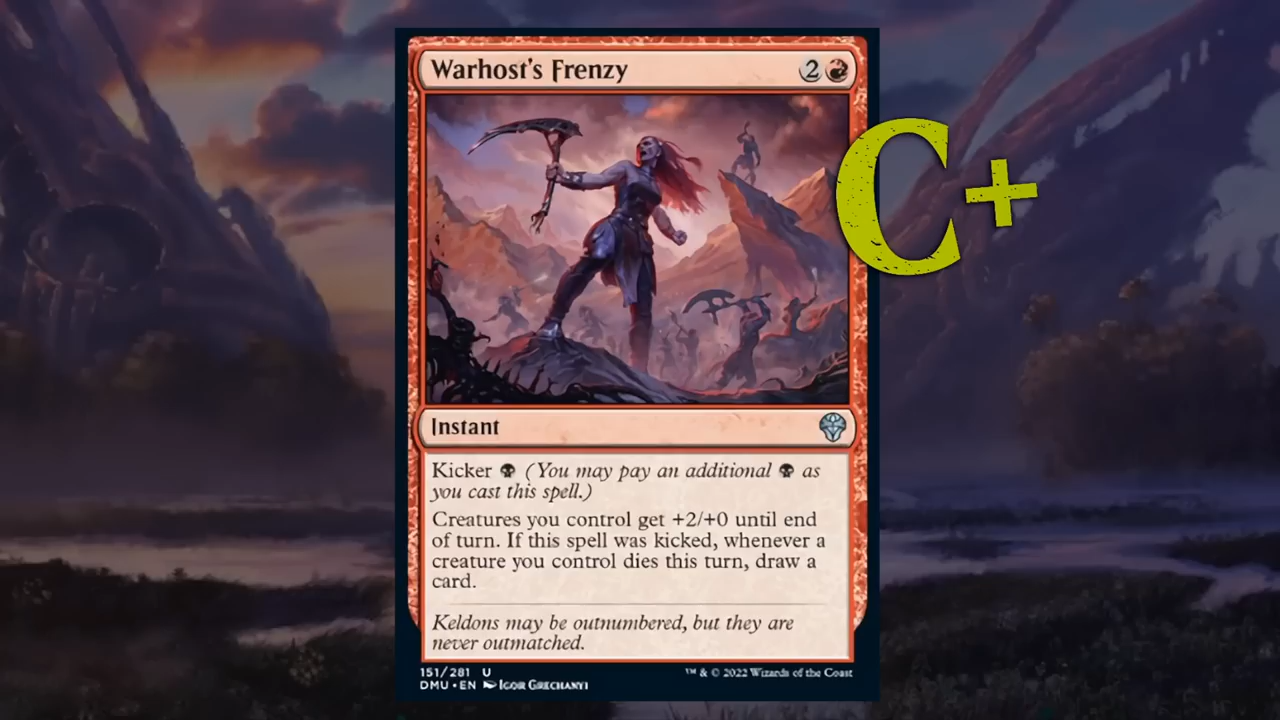 Warhost's Frenzy 2
C+
Instant
Kicker (You may pay an additional as
you cast this spell.)
Creatures you control get +2/+0 until end
of turn. If this spell was kicked, whenever a
creature you control dies this turn, draw a
card.
Keldons may be outnumbered, but they are
never outmatched.
151/281 U ™ & © 2022 Wizards of the Coast
DMU • EN Igor Grechanyi